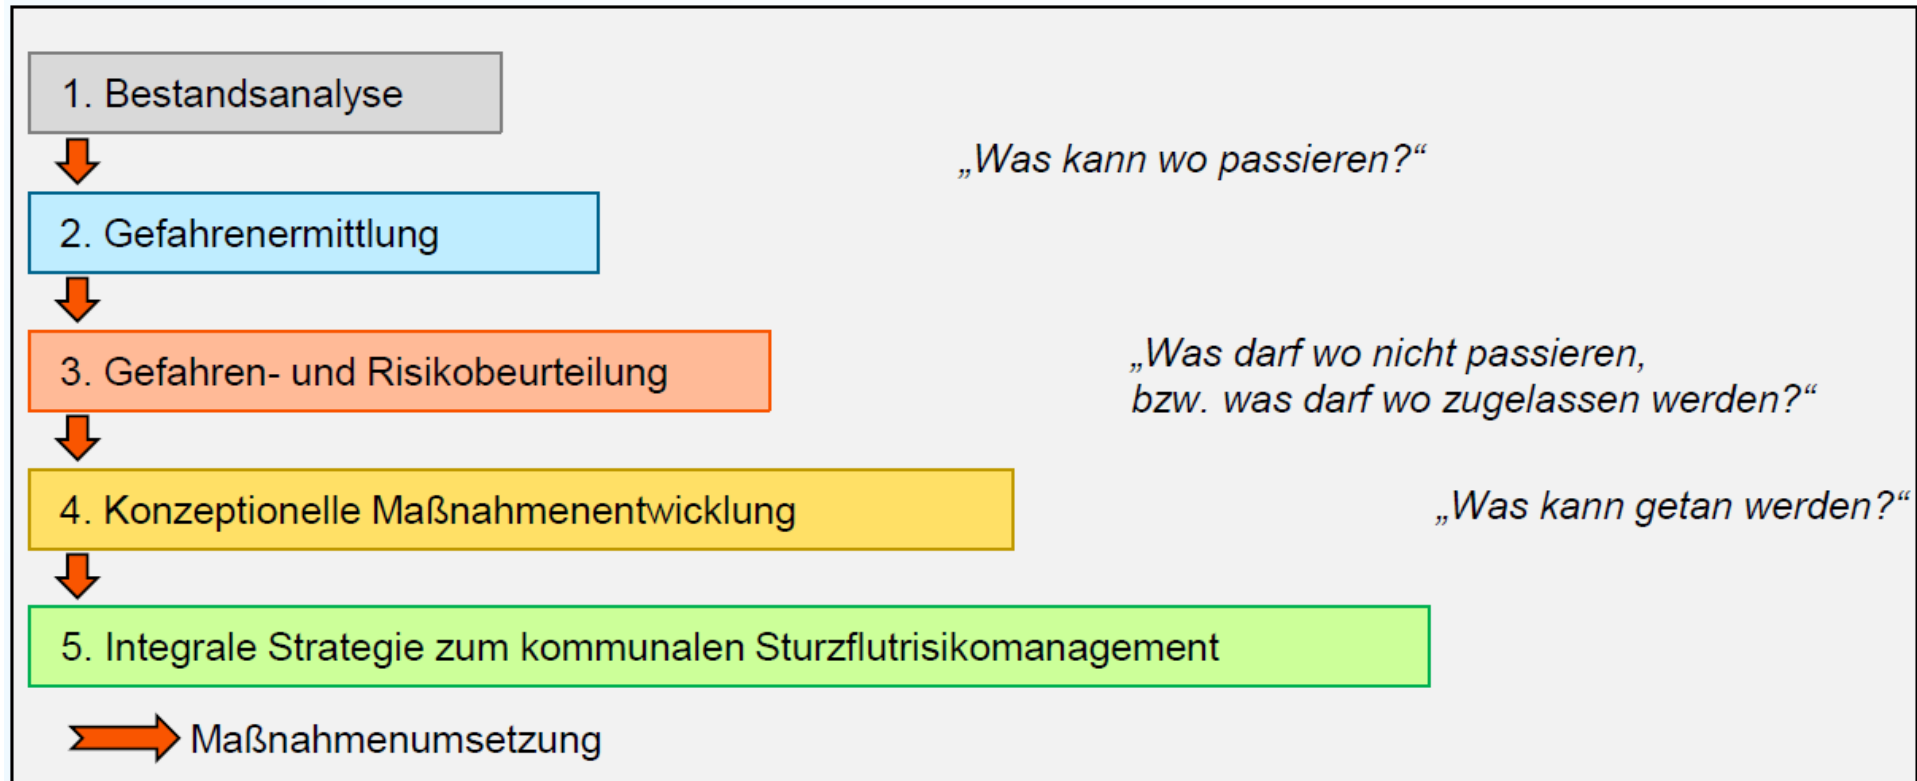 1. Bestandsanalyse
„Was kann wo passieren?“
2. Gefahrenermittlung
3. Gefahren- und Risikobeurteilung
„Was darf wo nicht passieren,
bzw. was darf wo zugelassen werden?“
4. Konzeptionelle Maßnahmenentwicklung
„Was kann getan werden?“
5. Integrale Strategie zum kommunalen Sturzflutrisikomanagement
Maßnahmenumsetzung